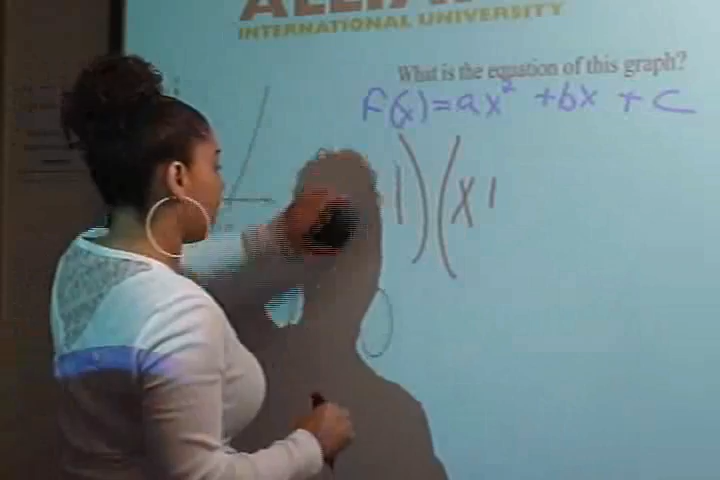 INTERNATIONAL UNIVERSITY
What is the equation of this graph?
F(x)=ax² +bx + c
1)(x 1